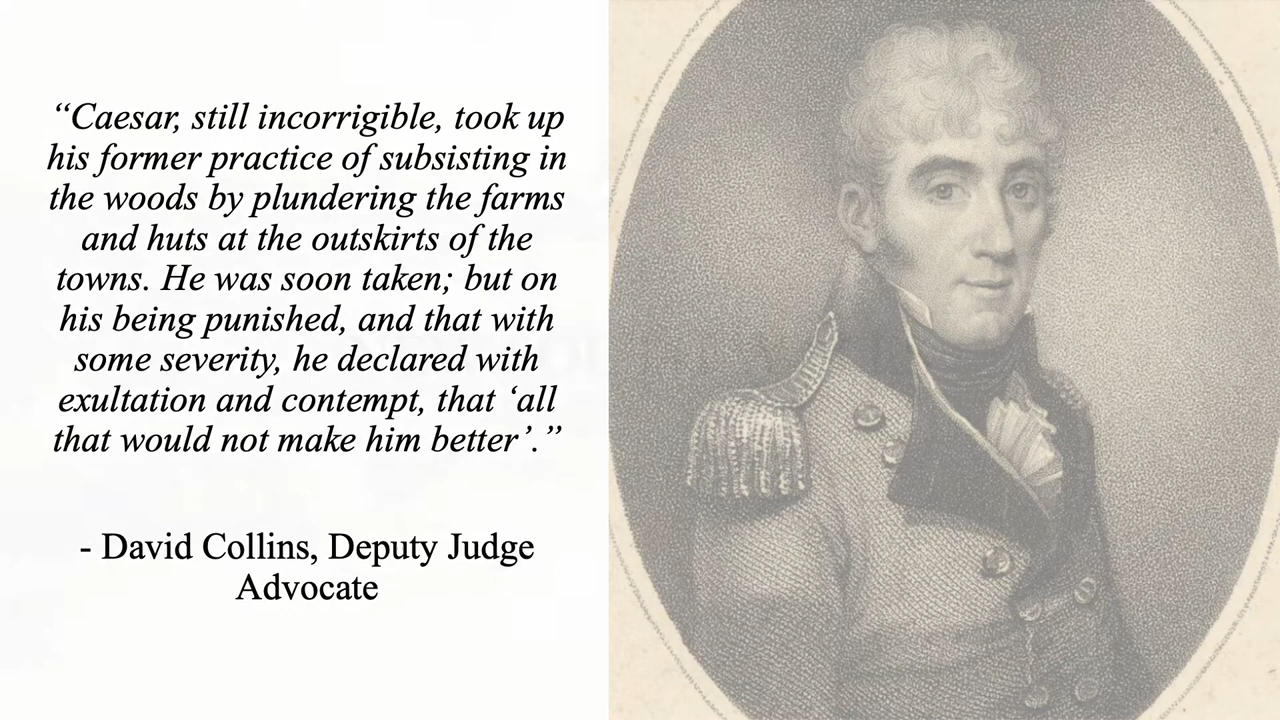 “Caesar, still incorrigible, took up
his former practice of subsisting in
the woods by plundering the farms
and huts at the outskirts of the
towns. He was soon taken; but on
his being punished, and that with
some severity, he declared with
exultation and contempt, that ‘all
that would not make him better’.”
- David Collins, Deputy Judge
Advocate